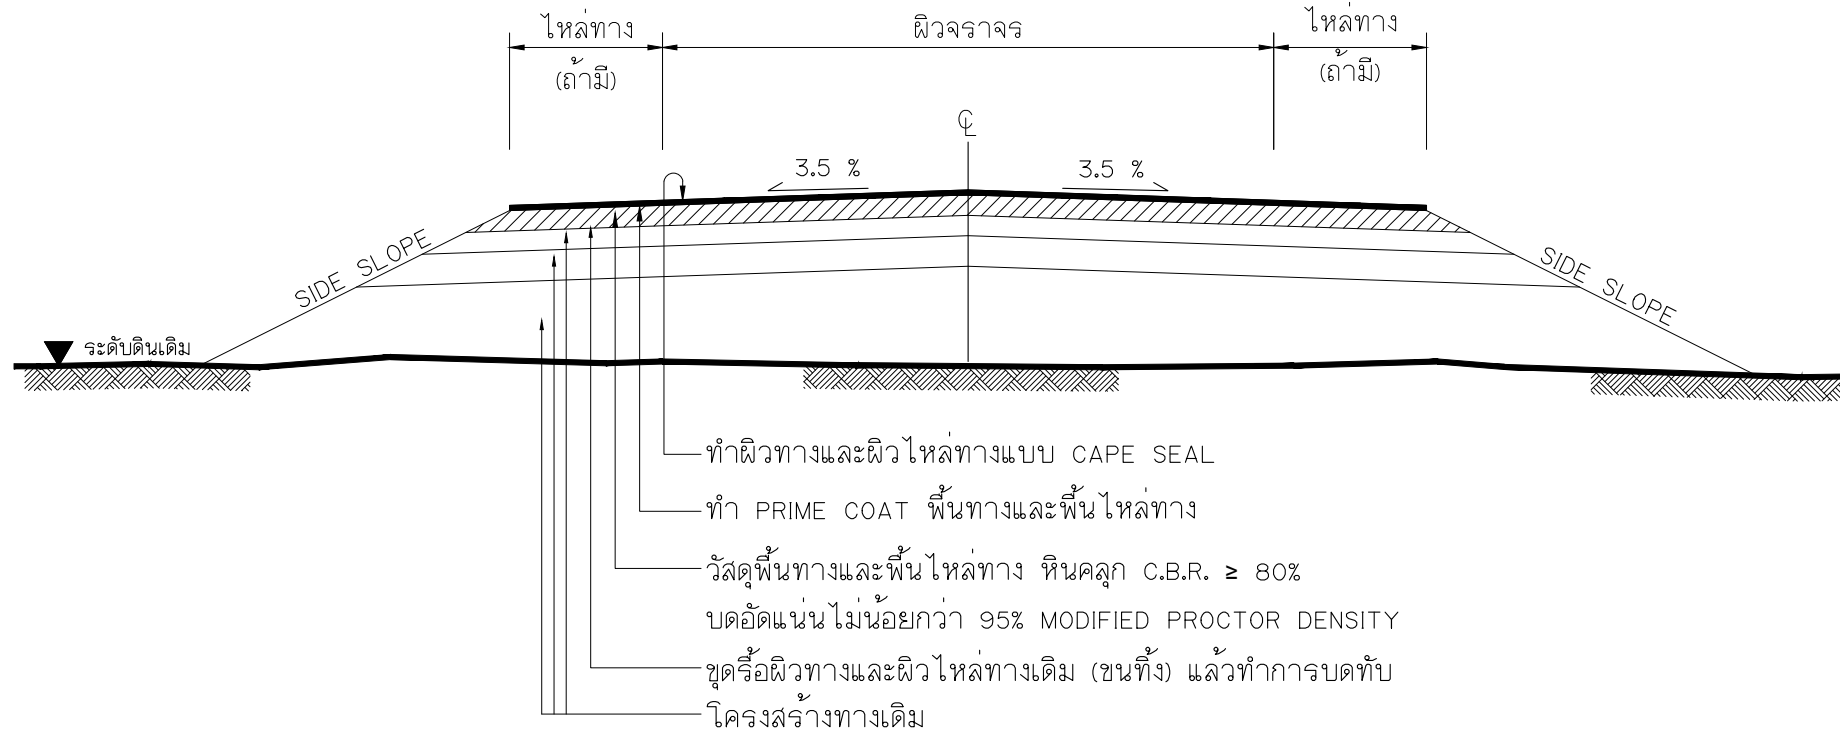 ไหล่ทาง
(ถ้ามี)
ผิวจราจร
ไหล่ทาง
(ถ้ามี)
℄
3.5 %
3.5 %
SIDE SLOPE
SIDE SLOPE
ระดับดินเดิม
ทำผิวทางและผิวไหล่ทางแบบ CAPE SEAL
ทำ PRIME COAT พื้นทางและพื้นไหล่ทาง
วัสดุพื้นทางและพื้นไหล่ทาง หินคลุก C.B.R. ≥ 80%
บดอัดแน่นไม่น้อยกว่า 95% MODIFIED PROCTOR DENSITY
ขุดรื้อผิวทางและผิวไหล่ทางเดิม (ขนทิ้ง) แล้วทำการบดทับ
โครงสร้างทางเดิม